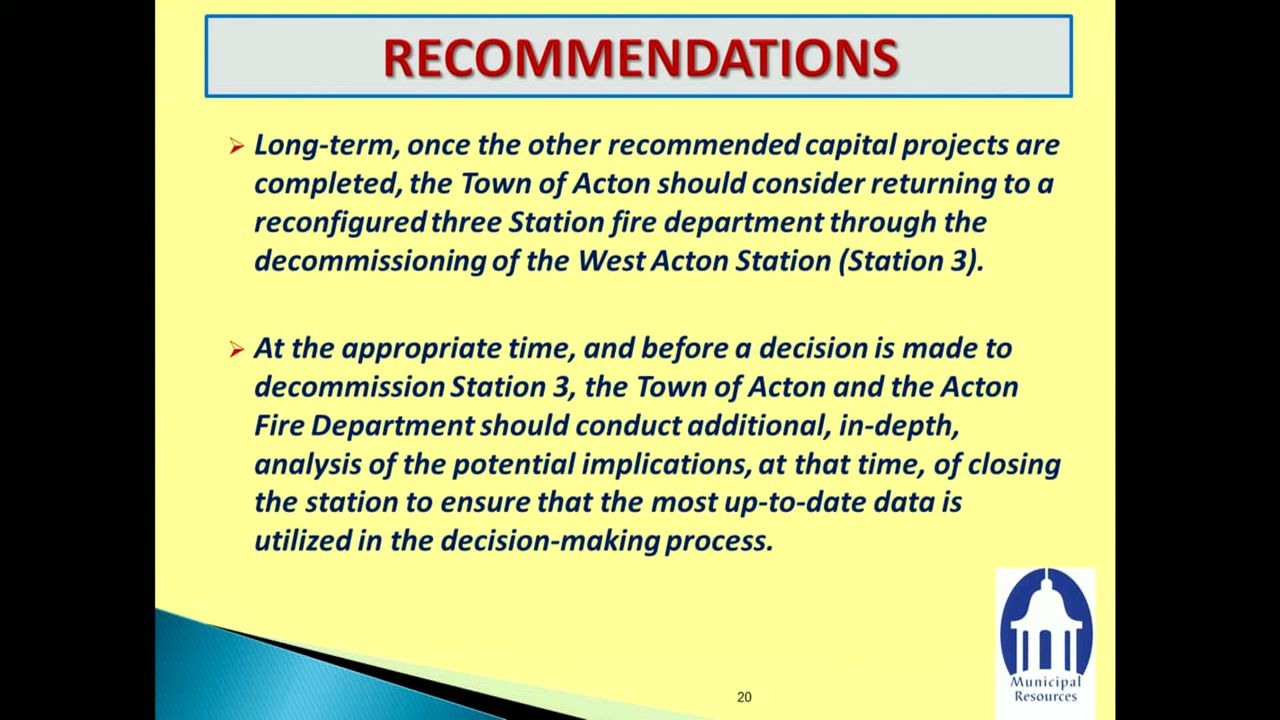 RECOMMENDATIONS
➢ Long-term, once the other recommended capital projects are
completed, the Town of Acton should consider returning to a
reconfigured three Station fire department through the
decommissioning of the West Acton Station (Station 3).
➢ At the appropriate time, and before a decision is made to
decommission Station 3, the Town of Acton and the Acton
Fire Department should conduct additional, in-depth,
analysis of the potential implications, at that time, of closing
the station to ensure that the most up-to-date data is
utilized in the decision-making process.
Municipal
Resources
20